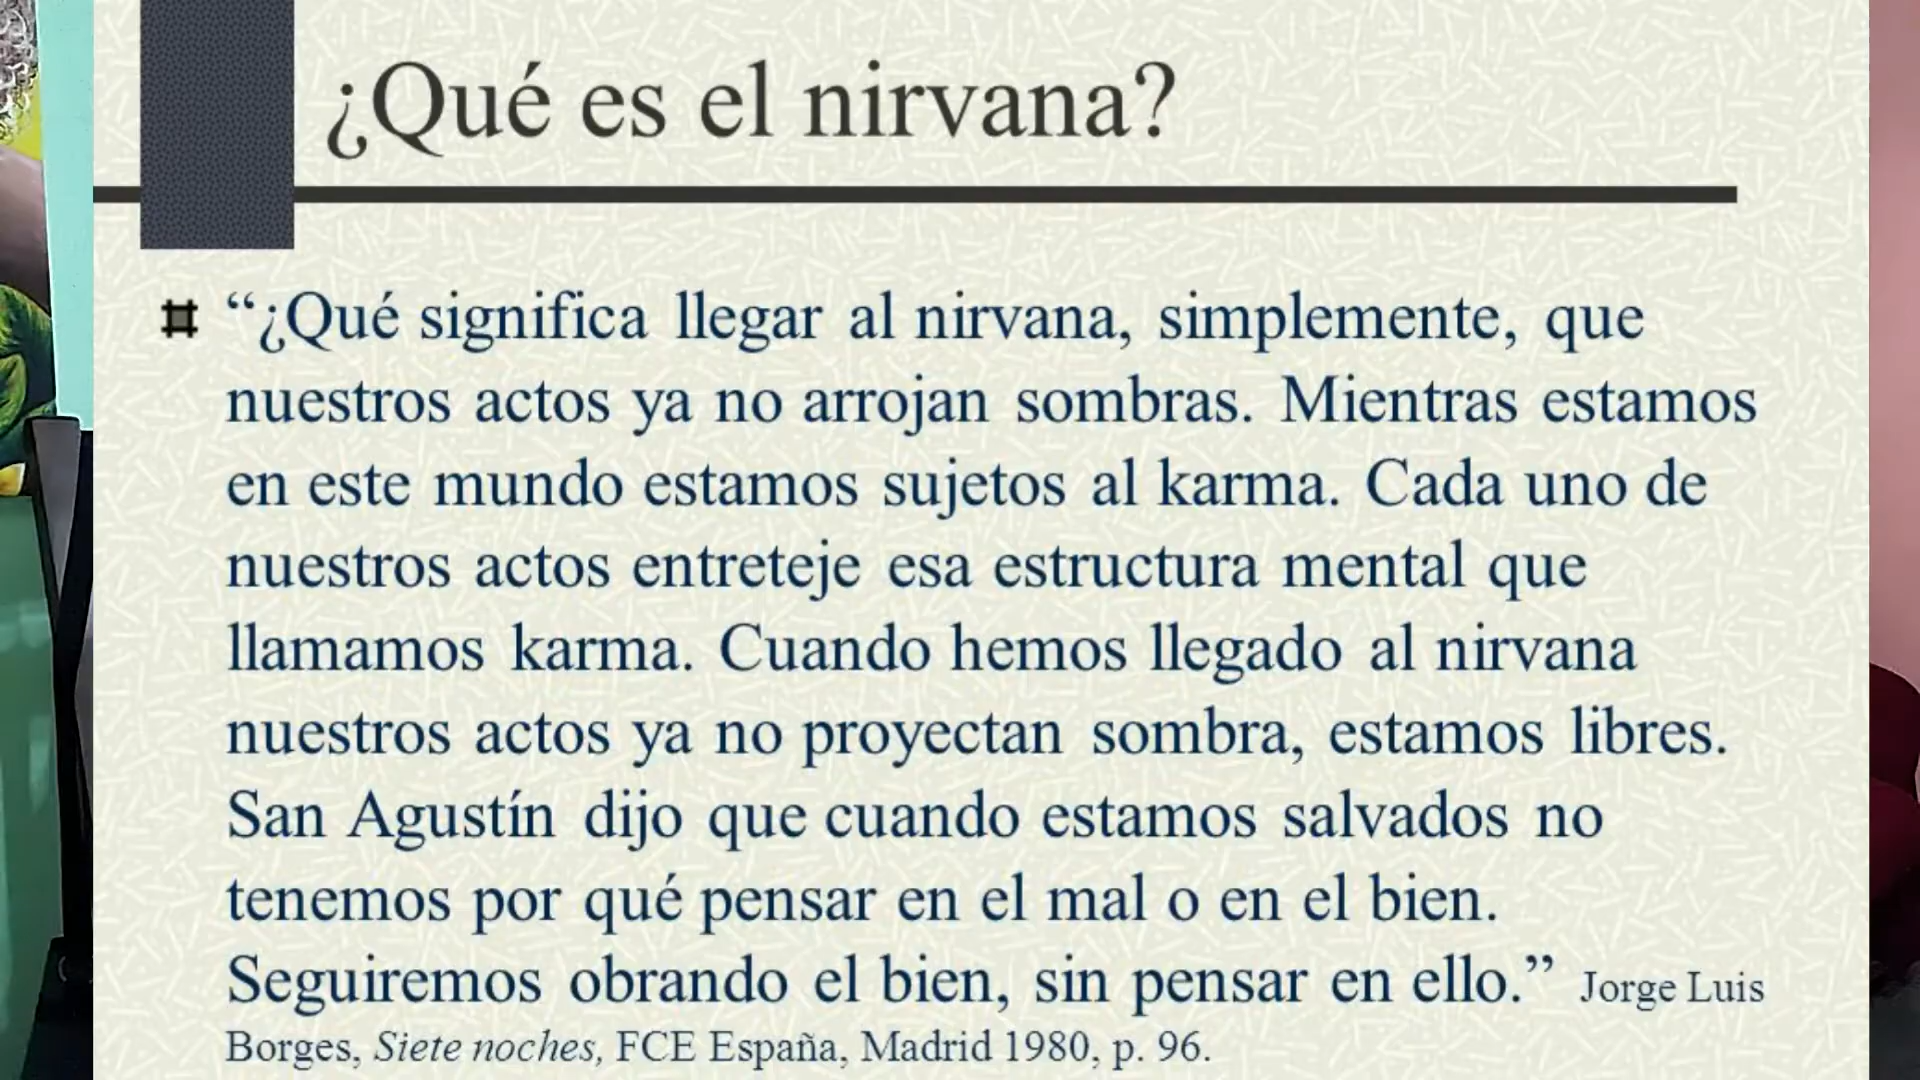 ¿Qué es el nirvana?
“¿Qué significa llegar al nirvana, simplemente, que
nuestros actos ya no arrojan sombras. Mientras estamos
en este mundo estamos sujetos al karma. Cada uno de
nuestros actos entreteje esa estructura mental que
llamamos karma. Cuando hemos llegado al nirvana
nuestros actos ya no proyectan sombra, estamos libres.
San Agustín dijo que cuando estamos salvados no
tenemos por qué pensar en el mal o en el bien.
Seguiremos obrando el bien, sin pensar en ello.” Jorge Luis
Borges, Siete noches, FCE España, Madrid 1980, p. 96.